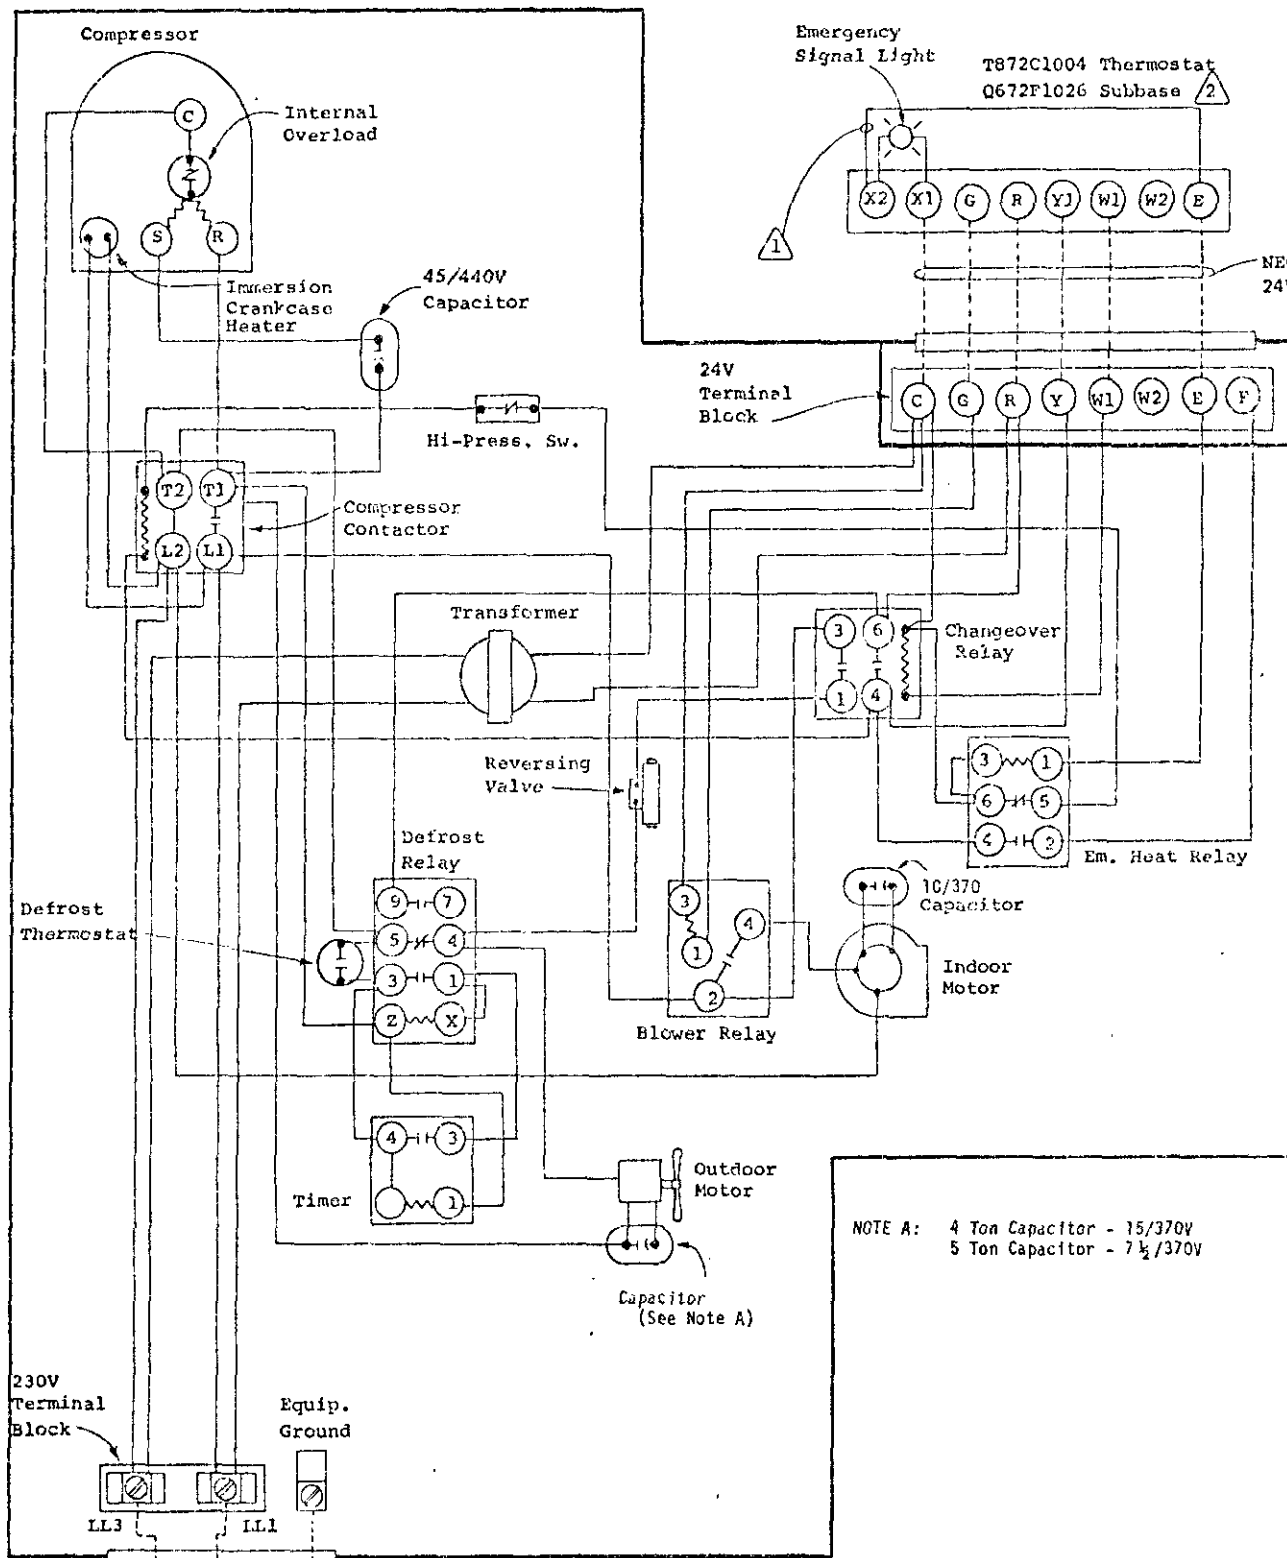 Compressor
C
Internal
Overload
S
R
Immersion
Crankcase
Heater
45/440V
Capacitor
Emergency
Signal Light
T872C1004 Thermostat
Q672F1026 Subbase
2
1
X2 X1 G R Y1 W1 W2 E
24V
Terminal
Block
C G R Y W1 W2 E F
Hi-Press. Sw.
T2 T1
L2 L1
Compressor
Contactor
Transformer
3 6
1 4
Changeover
Relay
Reversing
Valve
3 1
6 5
4 2
Em. Heat Relay
Defrost
Relay
9 7
5 4
3 1
Z X
Defrost
Thermostat
3
4
1
2
Blower Relay
10/370
Capacitor
Indoor
Motor
4 3
1
Timer
Outdoor
Motor
Capacitor
(See Note A)
NOTE A: 4 Ton Capacitor - 15/370V
5 Ton Capacitor - 7 ½/370V
230V
Terminal
Block
Equip.
Ground
LL3
LL1